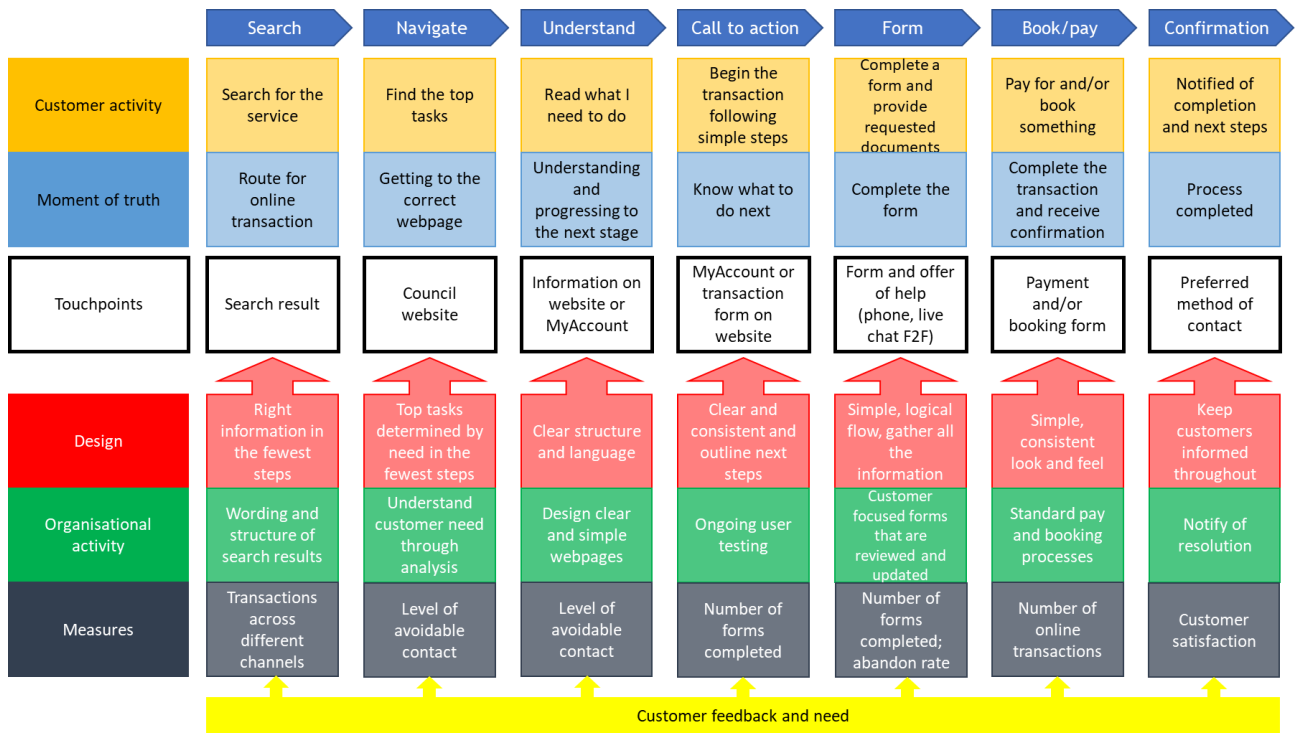 Search
Navigate
Understand
Call to action
Form
Book/pay
Confirmation
Customer activity
Search for the
service
Find the top
tasks
Read what I
need to do
Begin the
transaction
following
simple steps
Complete a
form and
provide
requested
documents
Pay for and/or
book
something
Notified of
completion
and next steps
Moment of truth
Route for
online
transaction
Getting to the
correct
webpage
Understanding
and
progressing to
the next stage
Know what to
do next
Complete the
form
Complete the
transaction
and receive
confirmation
Process
completed
Touchpoints
Search result
Council
website
Information on
website or
MyAccount
MyAccount or
transaction
form on
website
Form and offer
of help
(phone, live
chat F2F)
Payment
and/or
booking form
Preferred
method of
contact
Design
Right
information in
the fewest
steps
Top tasks
determined by
need in the
fewest steps
Clear structure
and language
Clear and
consistent and
outline next
steps
Simple, logical
flow, gather all
the
information
Simple,
consistent
look and feel
Keep
customers
informed
throughout
Organisational
activity
Wording and
structure of
search results
Understand
customer need
through
analysis
Design clear
and simple
webpages
Ongoing user
testing
Customer
focused forms
that are
reviewed and
updated
Standard pay
and booking
processes
Notify of
resolution
Measures
Transactions
across
different
channels
Level of
avoidable
contact
Level of
avoidable
contact
Number of
forms
completed
Number of
forms
completed;
abandon rate
Number of
online
transactions
Customer
satisfaction
Customer feedback and need